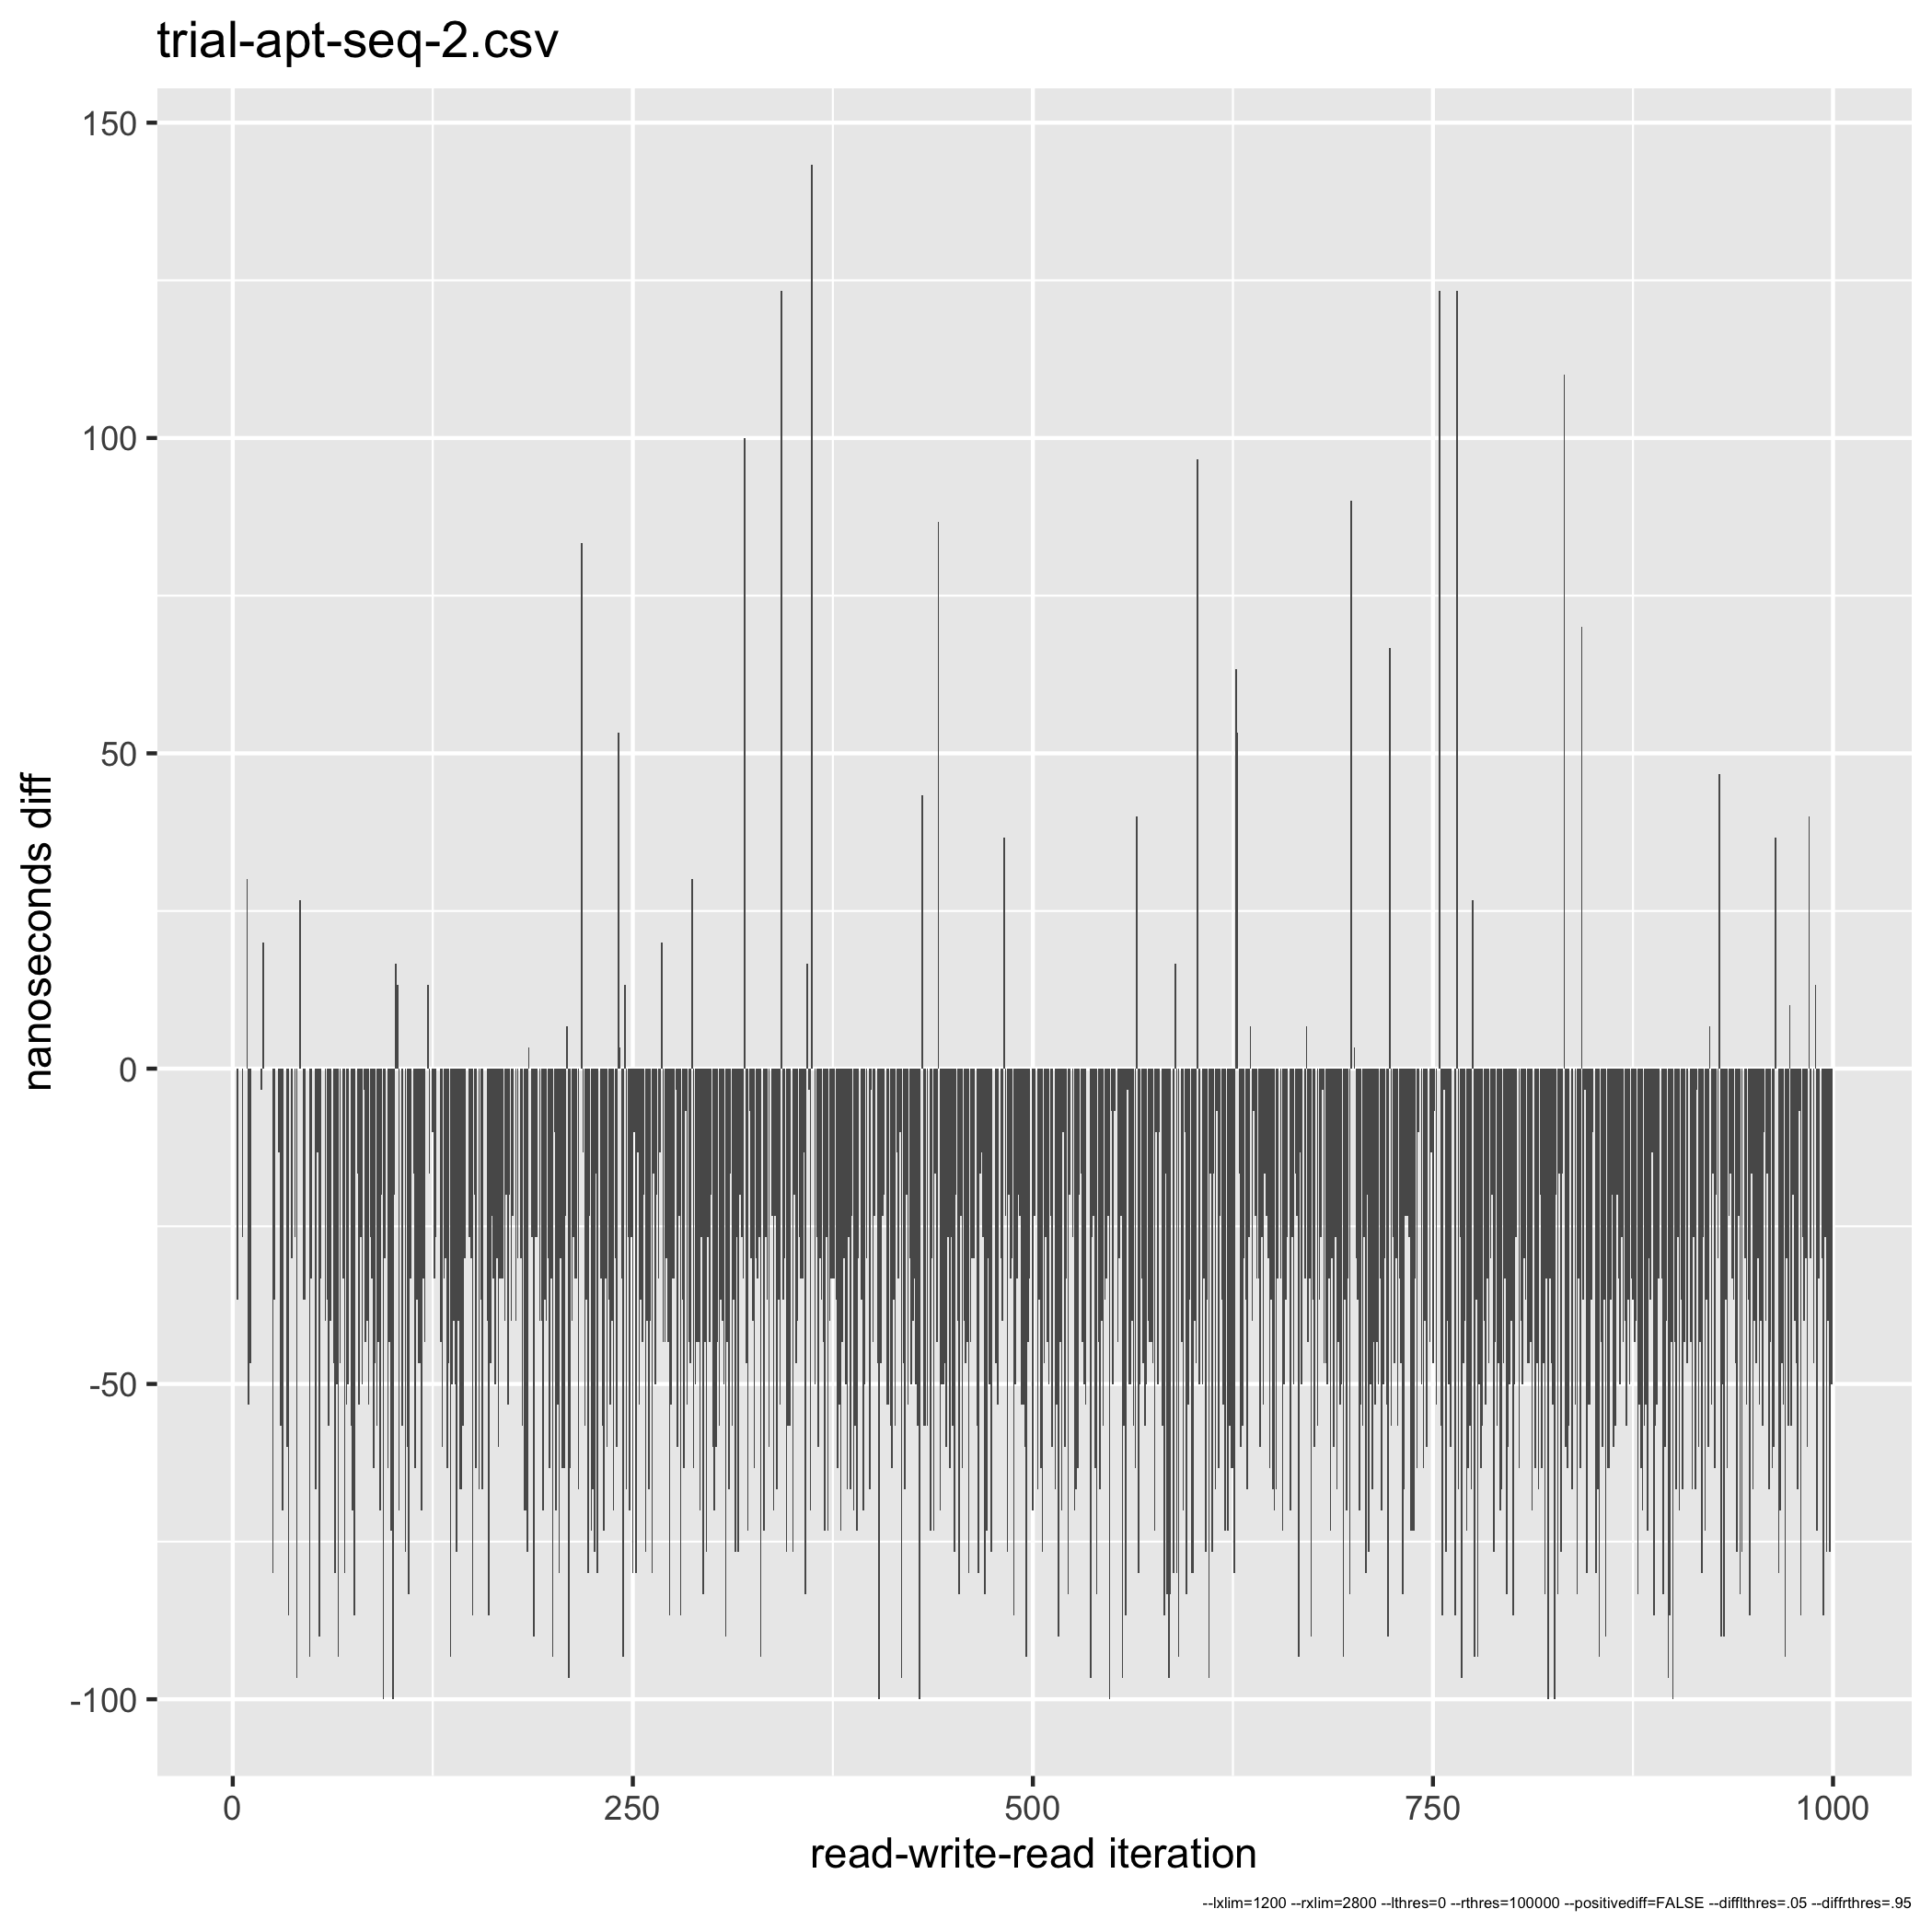 trial-apt-seq-2.csv
150
100
50
0
-50
-100
nanoseconds diff
0 250 500 750 1000
read-write-read iteration
--lxlim=1200 --rxlim=2800 --lthres=0 --rthres=100000 --positivediff=FALSE --difflthres=.05 --diffrthres=.95